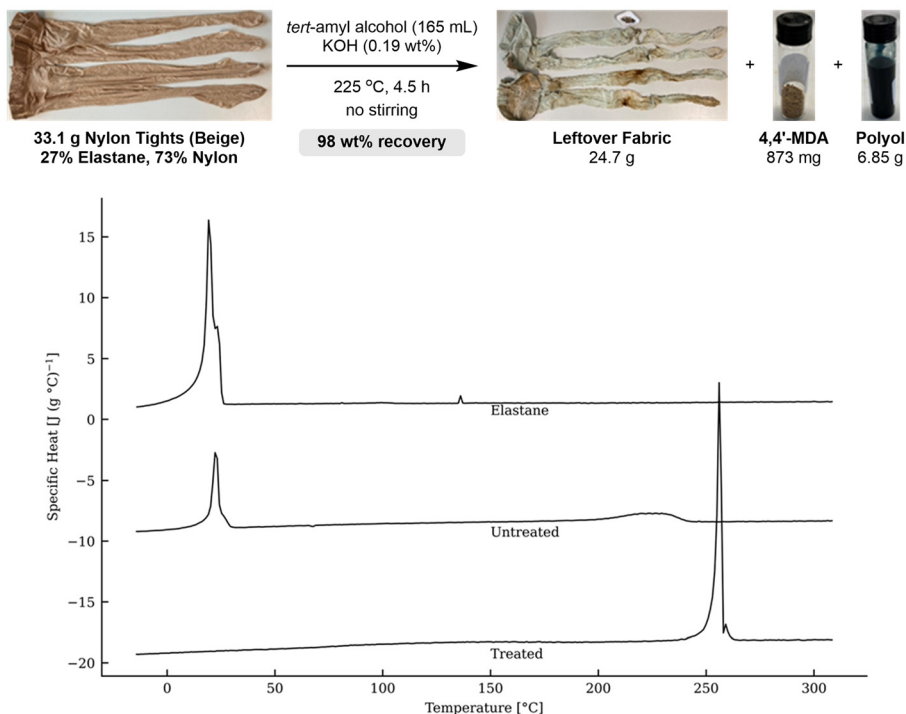 tert-amyl alcohol (165 mL)
KOH (0.19 wt%)
225 °C, 4.5 h
no stirring
98 wt% recovery
+
+
33.1 g Nylon Tights (Beige)
27% Elastane, 73% Nylon
Leftover Fabric
24.7 g
4,4'-MDA
873 mg
Polyol
6.85 g
Specific Heat [J (g °C)⁻¹]
15
10
5
0
−5
−10
−15
−20
Elastane
Untreated
Treated
0 50 100 150 200 250 300
Temperature [°C]